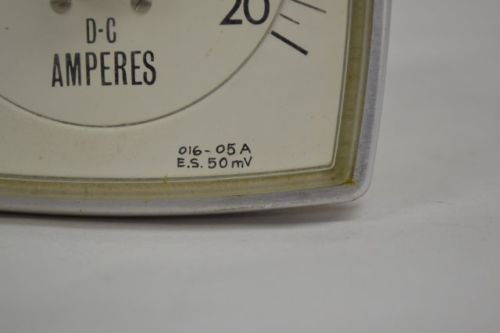 20
D-C
AMPERES
016-05A
E.S. 50mV